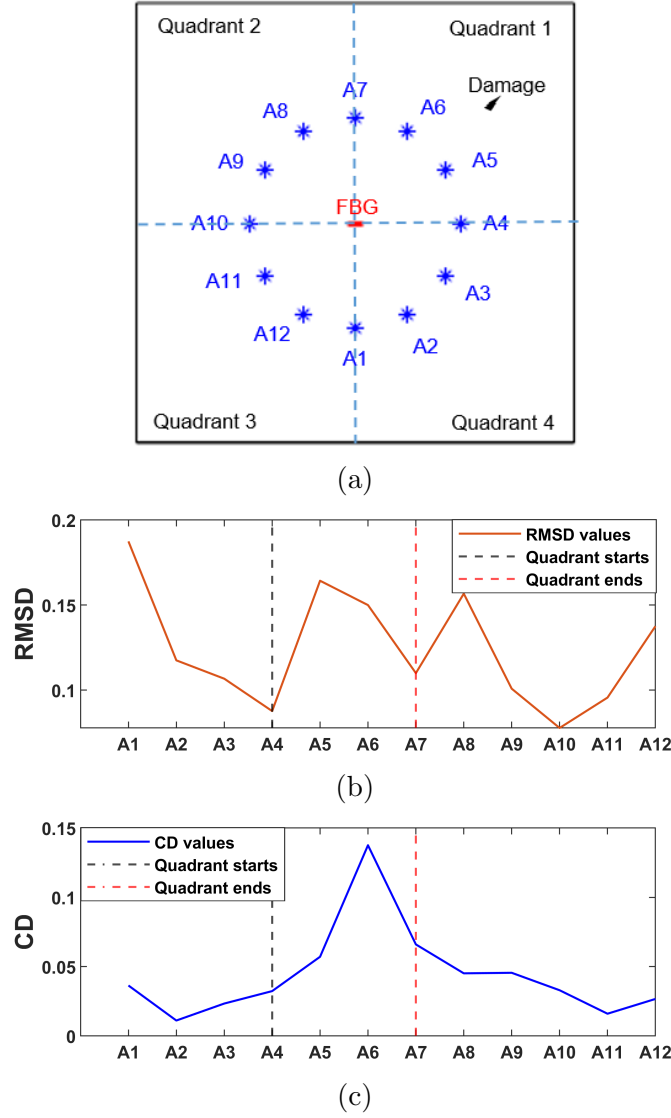 Quadrant 2
Quadrant 1
Damage
A7
A8
A6
A9
A5
FBG
A10
A4
A11
A3
A12
A1
A2
Quadrant 3
Quadrant 4
(a)
0.2
0.15
0.1
RMSD
RMSD values
Quadrant starts
Quadrant ends
A1 A2 A3 A4 A5 A6 A7 A8 A9 A10 A11 A12
(b)
0.15
0.1
0.05
0
CD
CD values
Quadrant starts
Quadrant ends
A1 A2 A3 A4 A5 A6 A7 A8 A9 A10 A11 A12
(c)